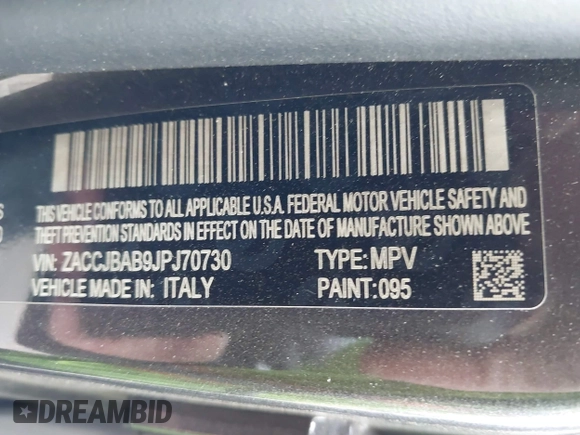 THIS VEHICLE CONFORMS TO ALL APPLICABLE U.S.A. FEDERAL MOTOR VEHICLE SAFETY AND
THEFT PREVENTION STANDARDS IN EFFECT ON THE DATE OF MANUFACTURE SHOWN ABOVE
VIN: ZACCJBAB9JPJ70730 TYPE: MPV
VEHICLE MADE IN: ITALY PAINT: 095
DREAMBID